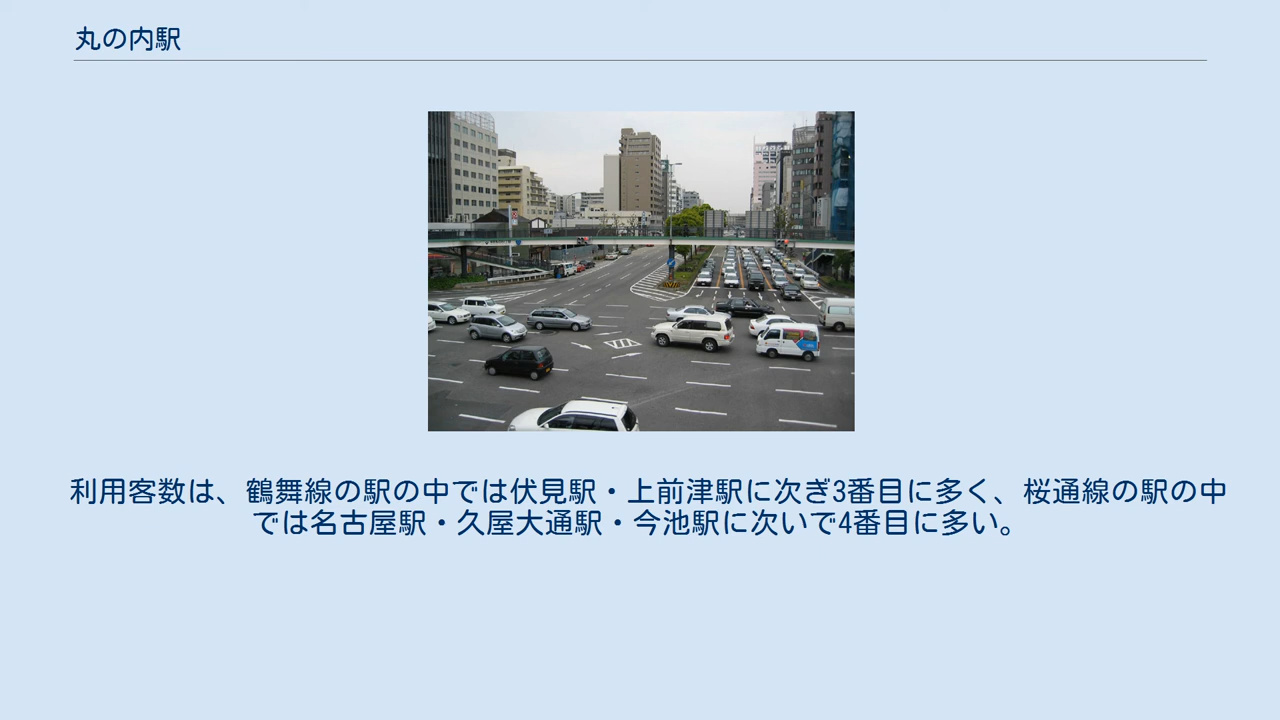 丸の内駅
利用客数は、鶴舞線の駅の中では伏見駅・上前津駅に次ぎ3番目に多く、桜通線の駅の中
では名古屋駅・久屋大通駅・今池駅に次いで4番目に多い。